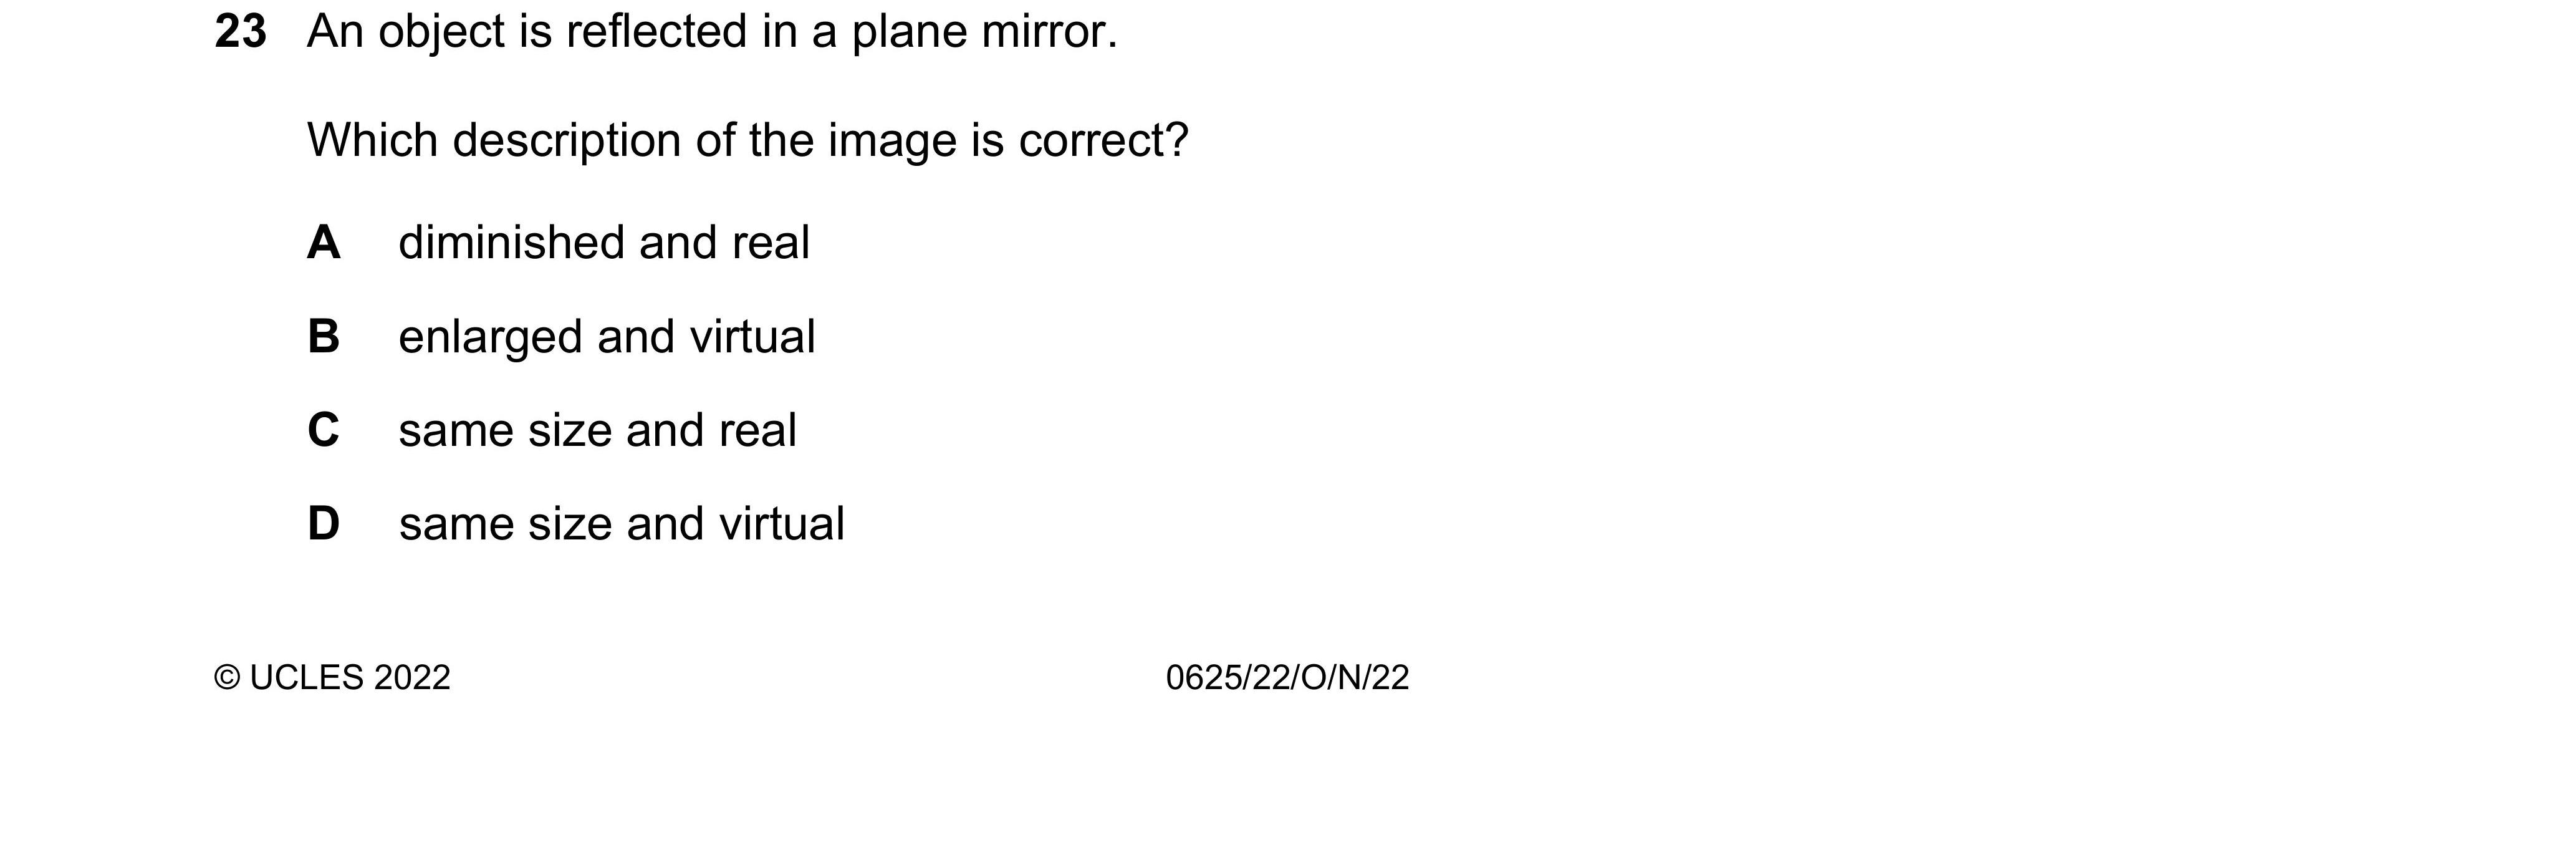 23 An object is reflected in a plane mirror.
Which description of the image is correct?
A diminished and real
B enlarged and virtual
C same size and real
D same size and virtual
© UCLES 2022 0625/22/O/N/22